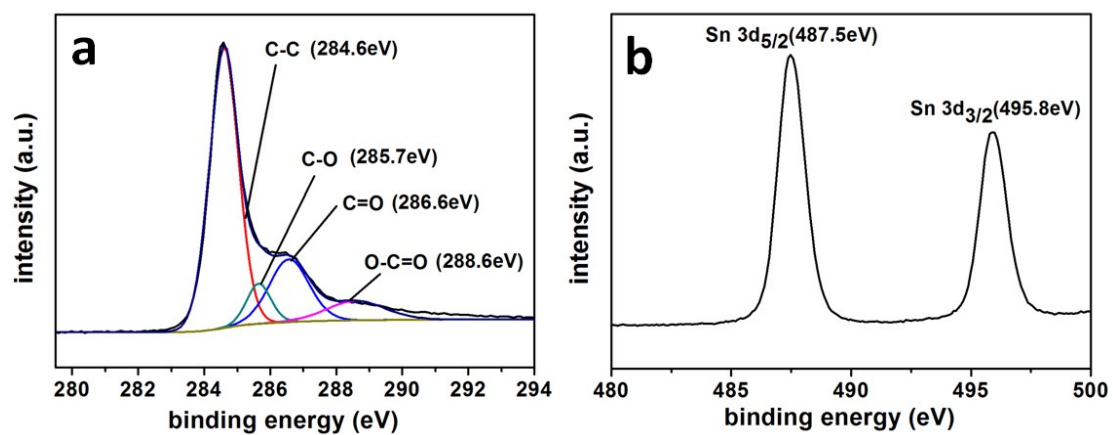 a
C-C (284.6eV)
C-O (285.7eV)
C=O (286.6eV)
O-C=O (288.6eV)
intensity (a.u.)
280 282 284 286 288 290 292 294
binding energy (eV)
b
Sn 3d5/2(487.5eV)
Sn 3d3/2(495.8eV)
intensity (a.u.)
480 485 490 495 500
binding energy (eV)